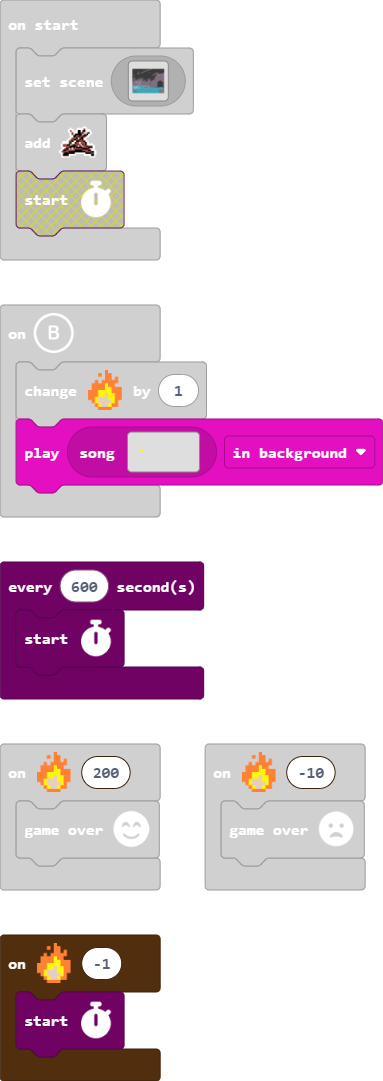 on start
set scene
add
start
on B
change by 1
play song in background
every 600 second(s)
start
on 200
game over
on -10
game over
on -1
start